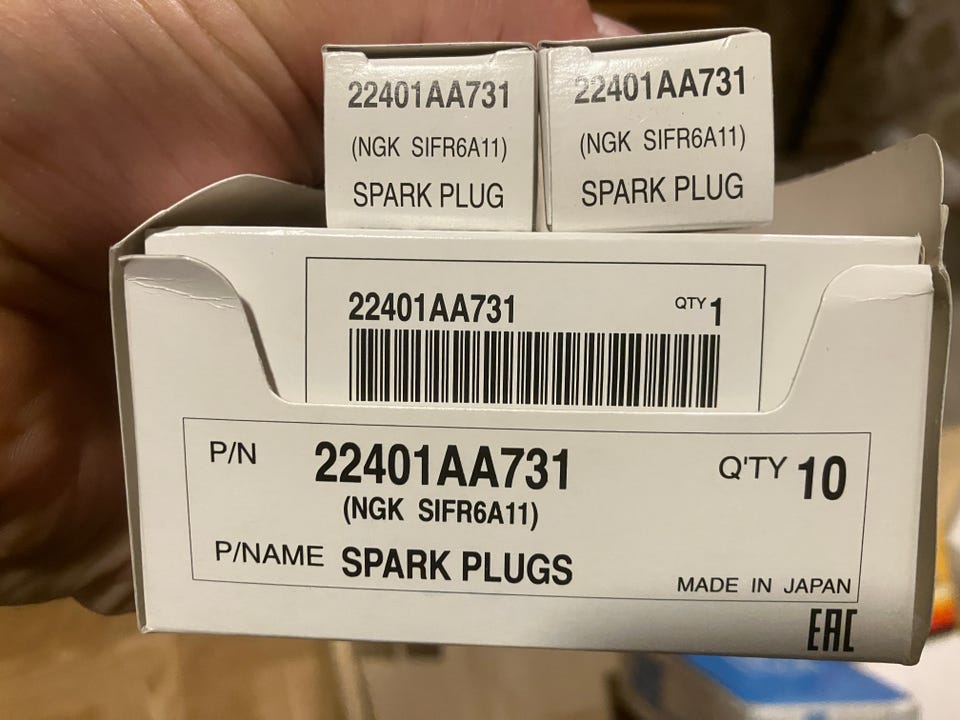 22401AA731
(NGK SIFR6A11)
SPARK PLUG
22401AA731
(NGK SIFR6A11)
SPARK PLUG
22401AA731 QTY 1
P/N 22401AA731 Q'TY 10
(NGK SIFR6A11)
P/NAME SPARK PLUGS
MADE IN JAPAN
EAC